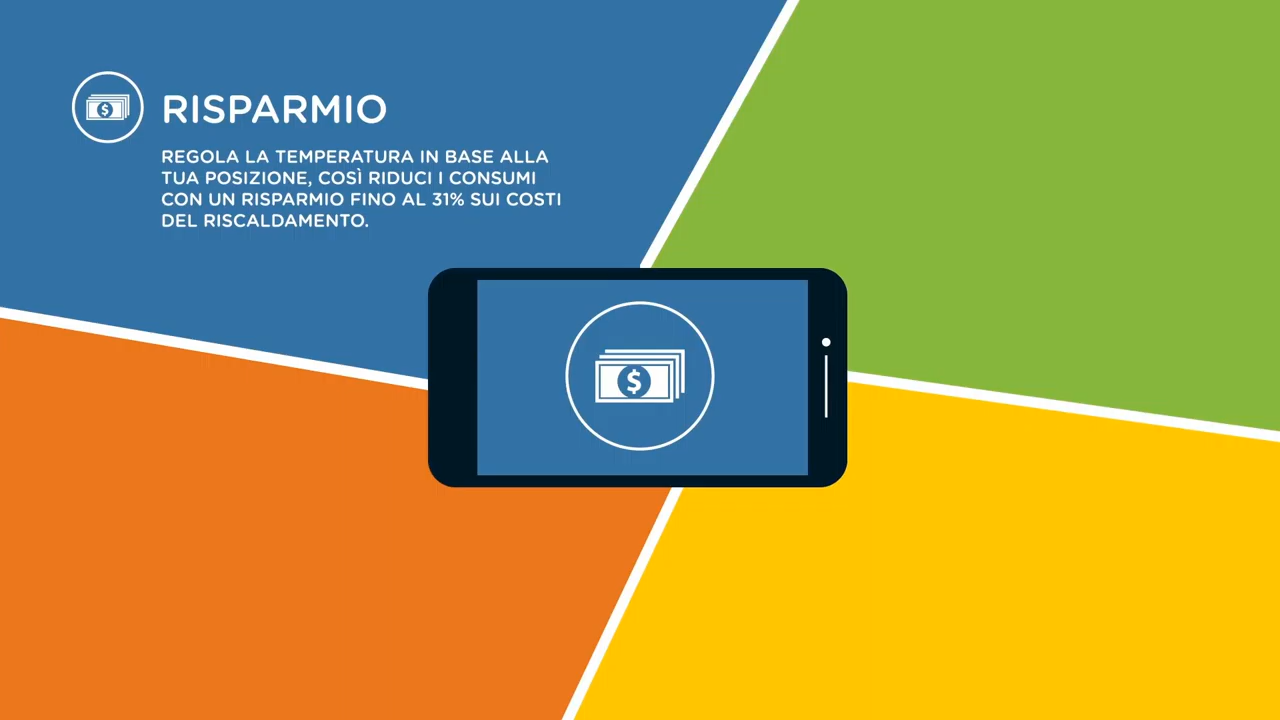 RISPARMIO
REGOLA LA TEMPERATURA IN BASE ALLA
TUA POSIZIONE, COSÌ RIDUCI I CONSUMI
CON UN RISPARMIO FINO AL 31% SUI COSTI
DEL RISCALDAMENTO.
$
$